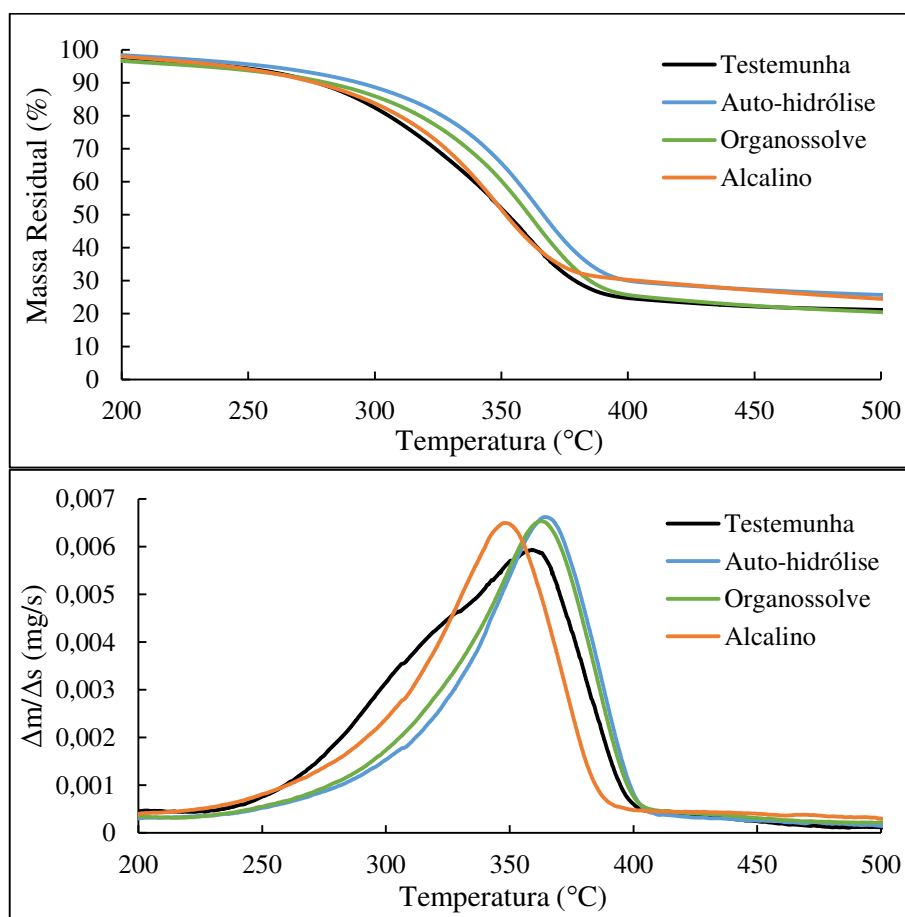 100
90
80
70
60
50
40
30
20
10
0
Massa Residual (%)
200 250 300 350 400 450 500
Temperatura (°C)
Testemunha
Auto-hidrólise
Organossolve
Alcalino
0,007
0,006
0,005
0,004
0,003
0,002
0,001
0
Δm/Δs (mg/s)
200 250 300 350 400 450 500
Temperatura (°C)
Testemunha
Auto-hidrólise
Organossolve
Alcalino